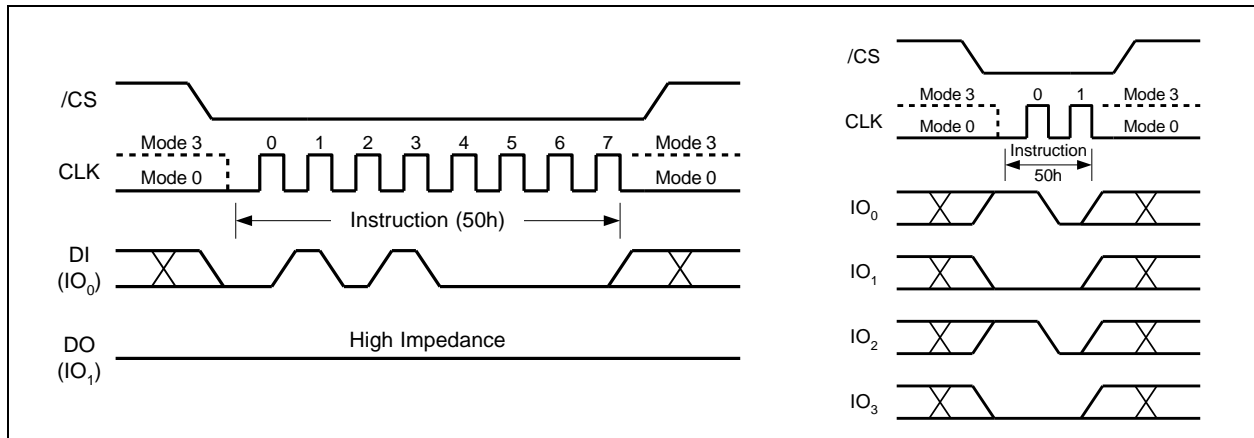 /CS
Mode 3 0 1 2 3 4 5 6 7 Mode 3
CLK
Mode 0 Mode 0
Instruction (50h)
DI
(IO0)
DO
(IO1)
High Impedance
/CS
Mode 3 0 1 Mode 3
CLK
Mode 0 Mode 0
Instruction
50h
IO0
IO1
IO2
IO3